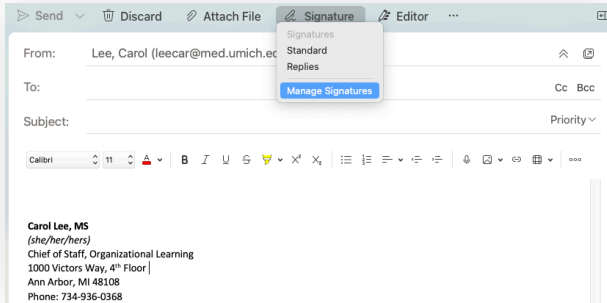 Send Discard Attach File Signature Editor ...
Signatures
Standard
Replies
Manage Signatures
From: Lee, Carol (leecar@med.umich.e
To: Cc Bcc
Subject: Priority
Calibri 11 A B I U S X² X₂
Carol Lee, MS
(she/her/hers)
Chief of Staff, Organizational Learning
1000 Victors Way, 4th Floor
Ann Arbor, MI 48108
Phone: 734-936-0368